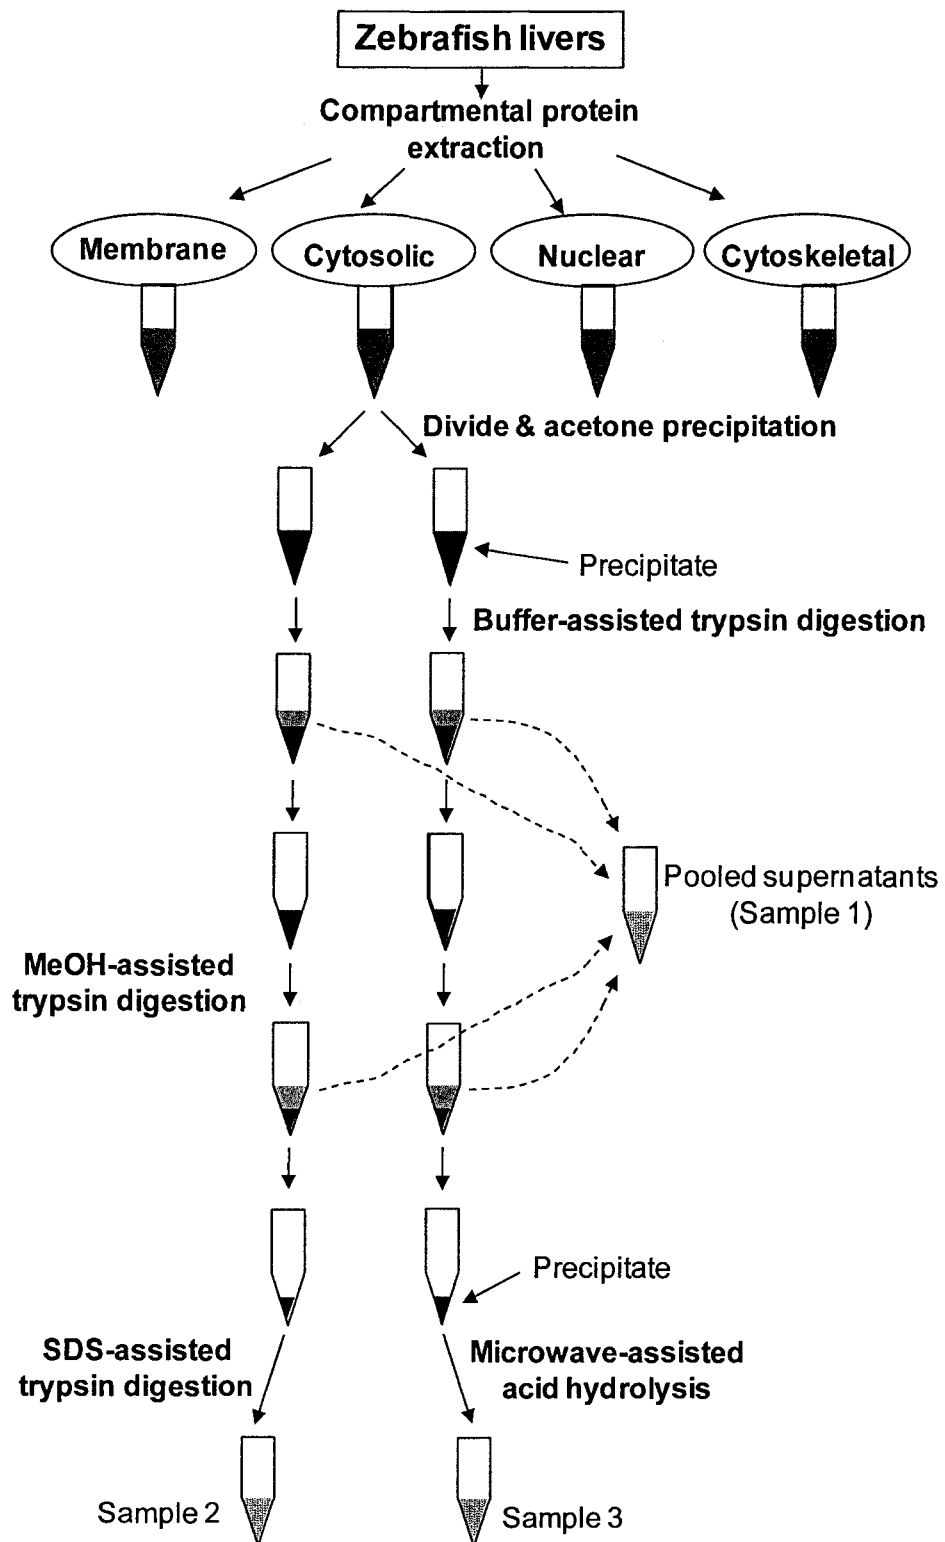 Zebrafish livers
Compartmental protein
extraction
Membrane
Cytosolic
Nuclear
Cytoskeletal
Divide & acetone precipitation
Precipitate
Buffer-assisted trypsin digestion
Pooled supernatants
(Sample 1)
MeOH-assisted
trypsin digestion
Precipitate
SDS-assisted
trypsin digestion
Microwave-assisted
acid hydrolysis
Sample 2
Sample 3